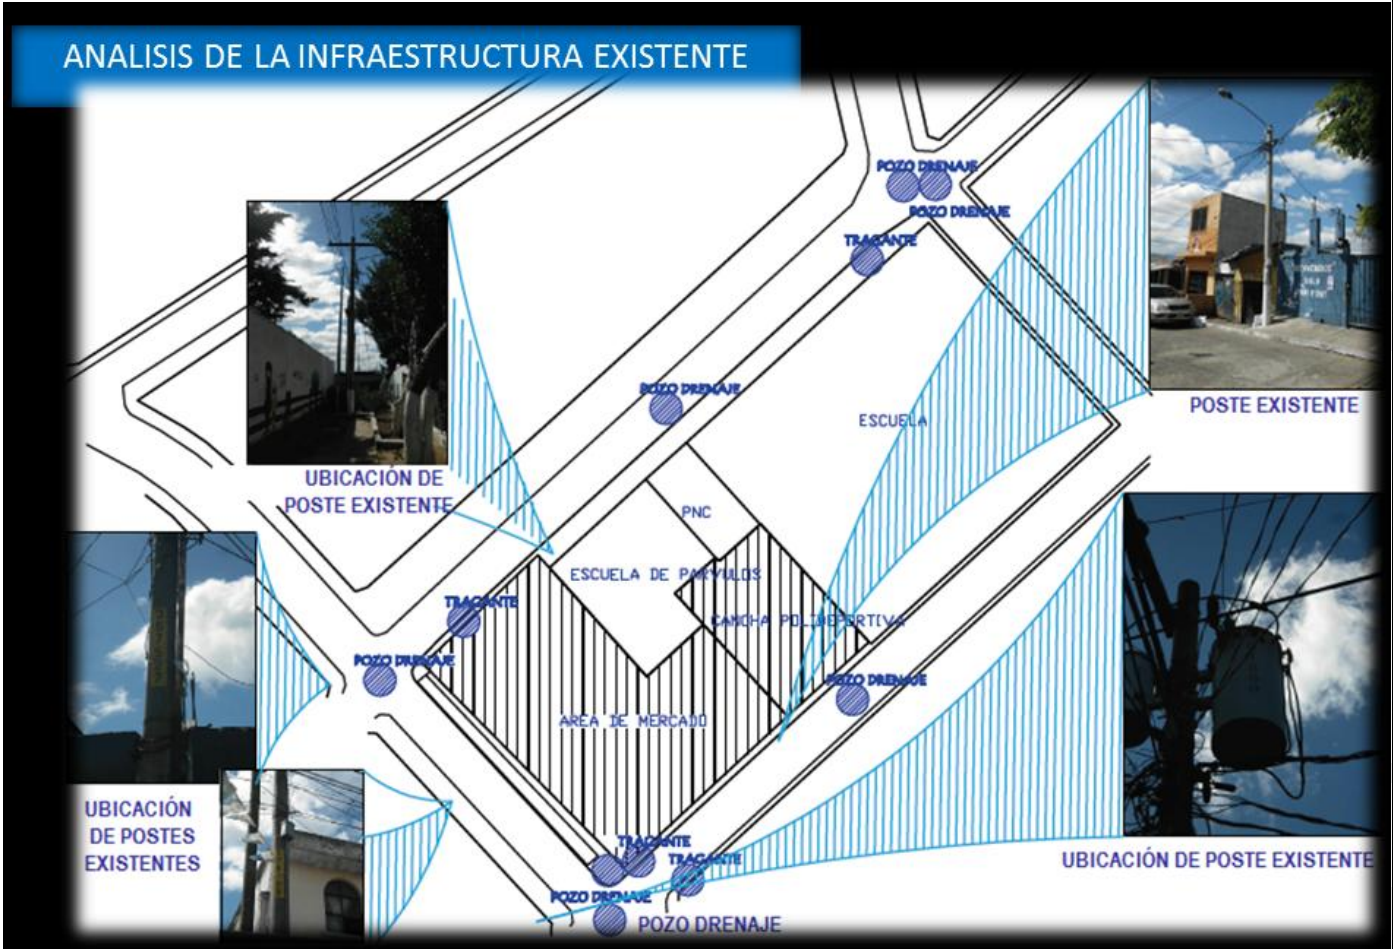 ANALISIS DE LA INFRAESTRUCTURA EXISTENTE
POZO DRENAJE
POZO DRENAJE
TRAGANTE
POSTE EXISTENTE
POZO DRENAJE
ESCUELA
UBICACIÓN DE
POSTE EXISTENTE
PNC
ESCUELA DE PARVULOS
TRAGANTE
CANCHA POLIDEPORTIVA
POZO DRENAJE
POZO DRENAJE
AREA DE MERCADO
UBICACIÓN
DE POSTES
EXISTENTES
TRAGANTE
TRAGANTE
UBICACIÓN DE POSTE EXISTENTE
POZO DRENAJE
POZO DRENAJE